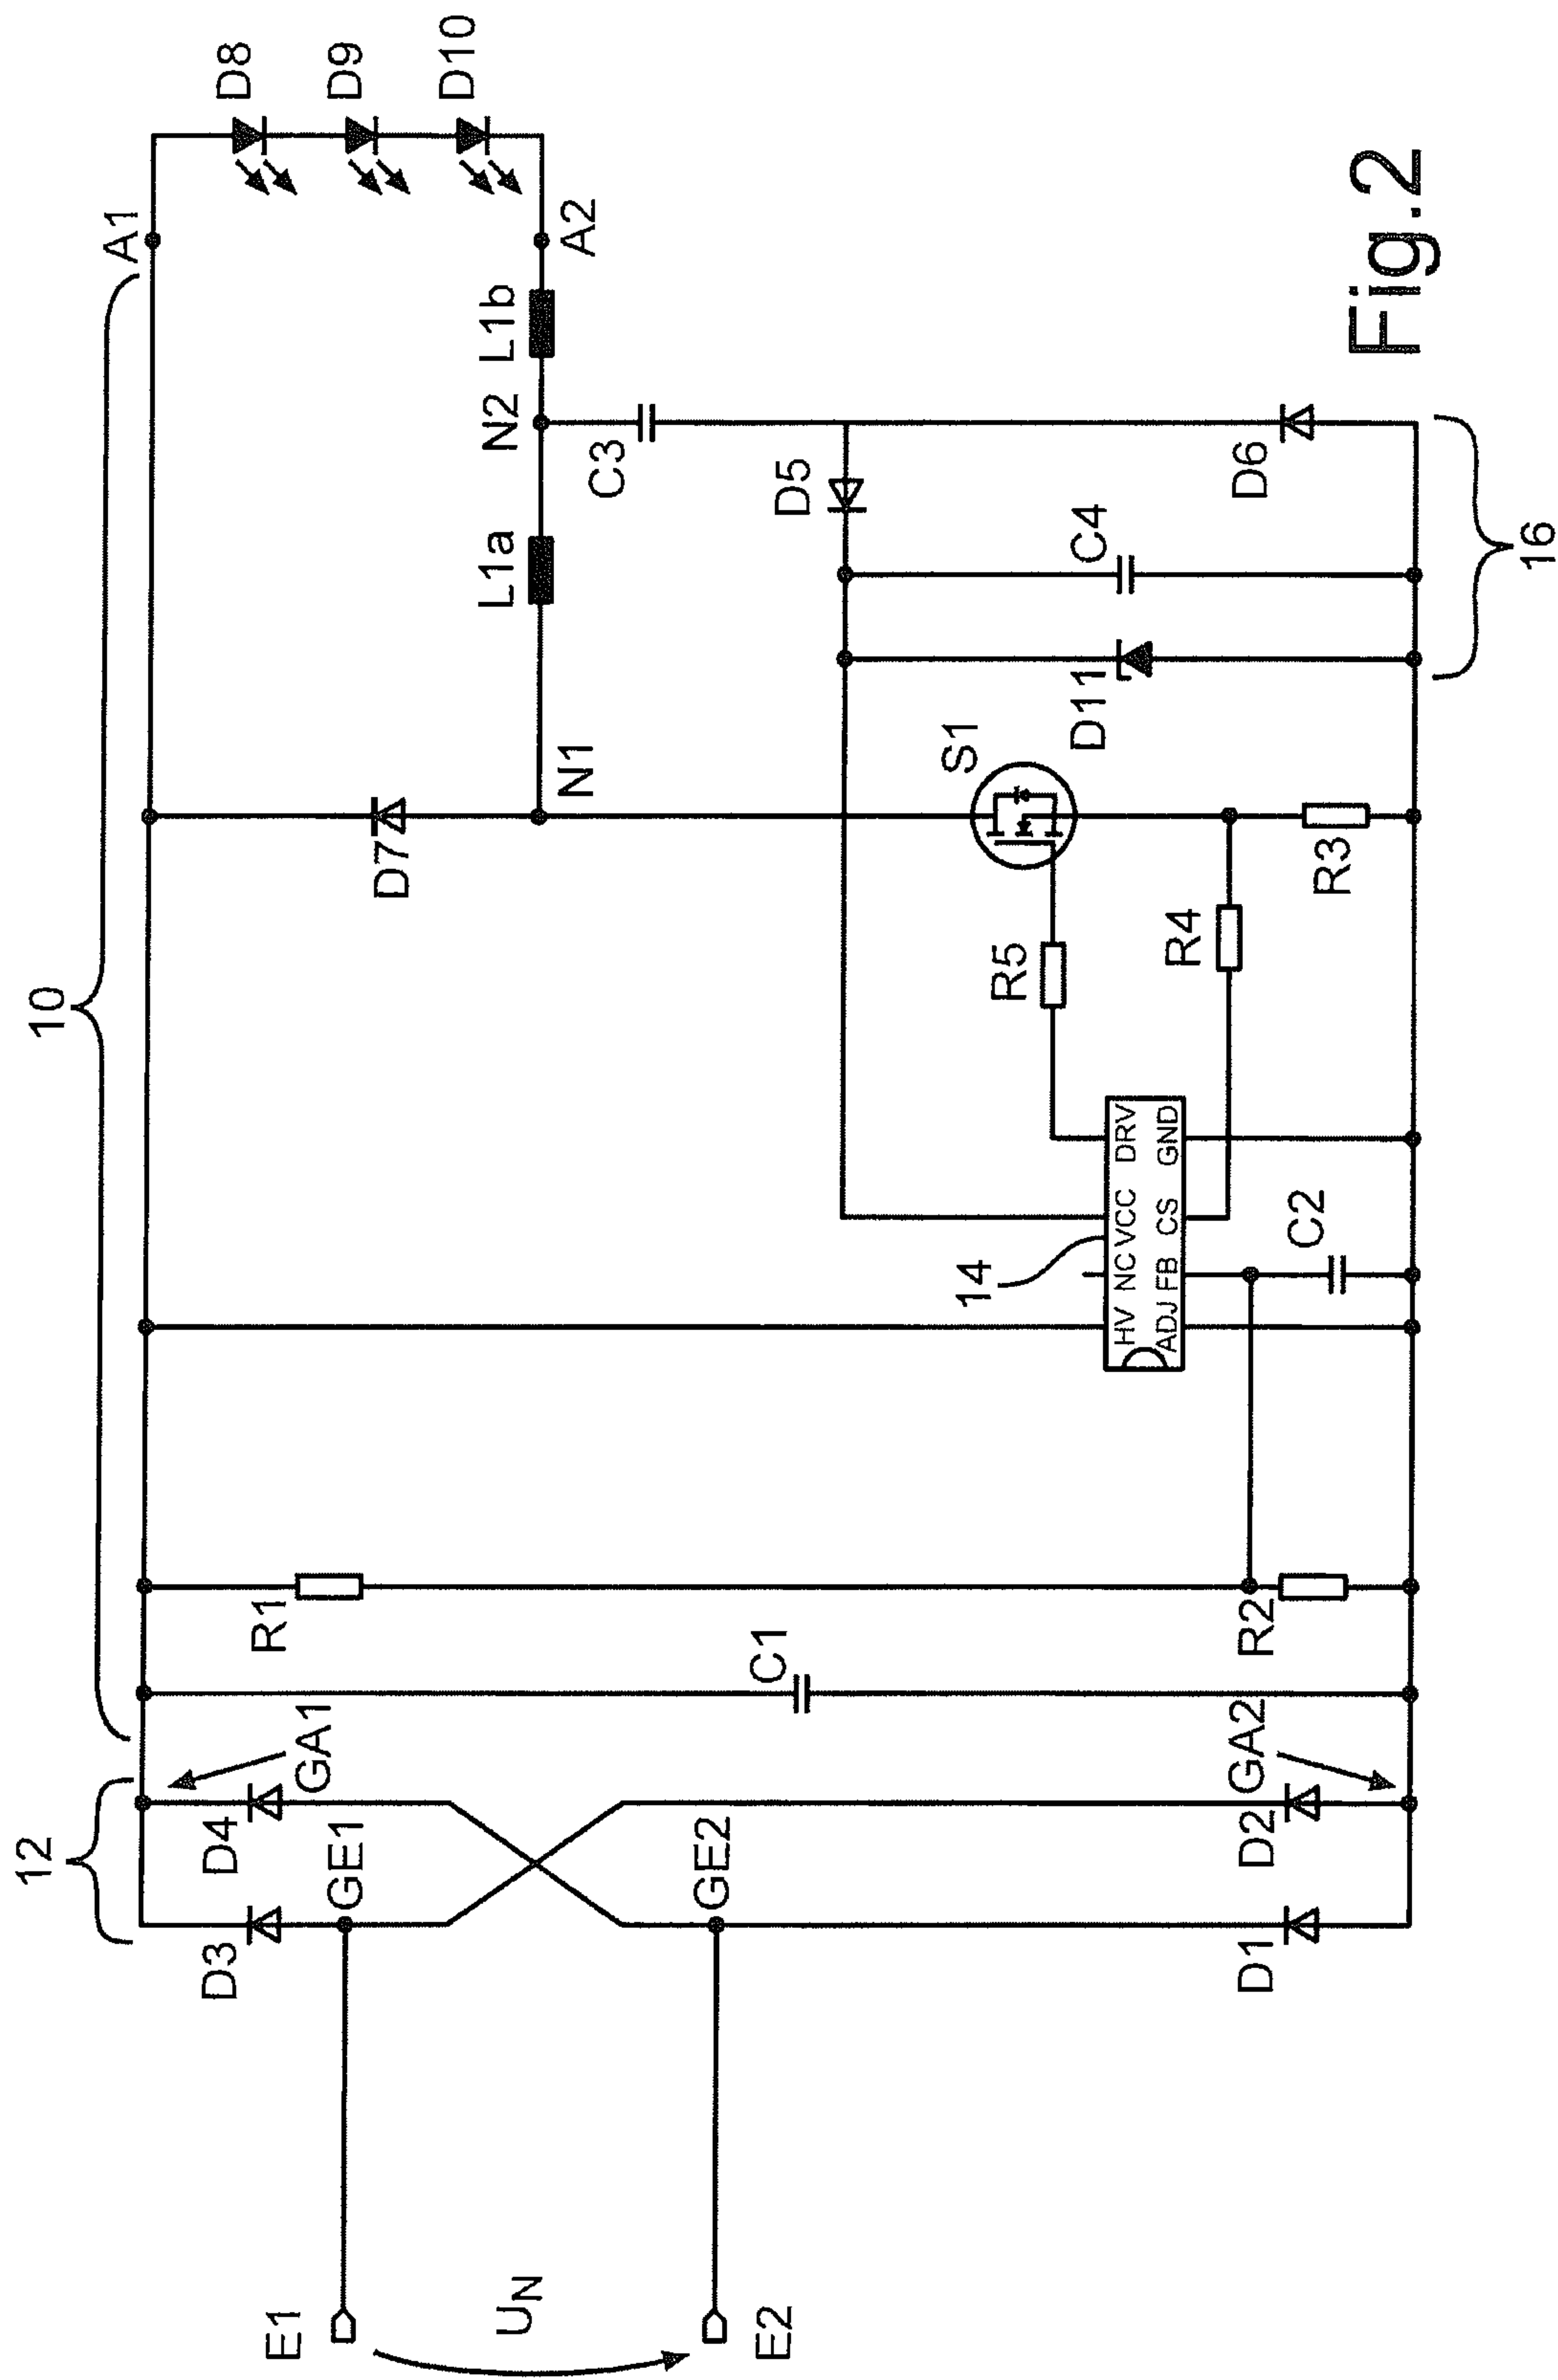 10
12
A1
D8
D9
D10
D3
D4
GA1
R1
D7
GE1
L1a
N2
L1b
A2
N1
E1
UN
E2
GE2
C1
14
HV NC VCC DRV
ADJ FB CS GND
R5
S1
D5
C3
R4
D11
C4
D1
D2
GA2
R2
C2
R3
D6
16
Fig.2